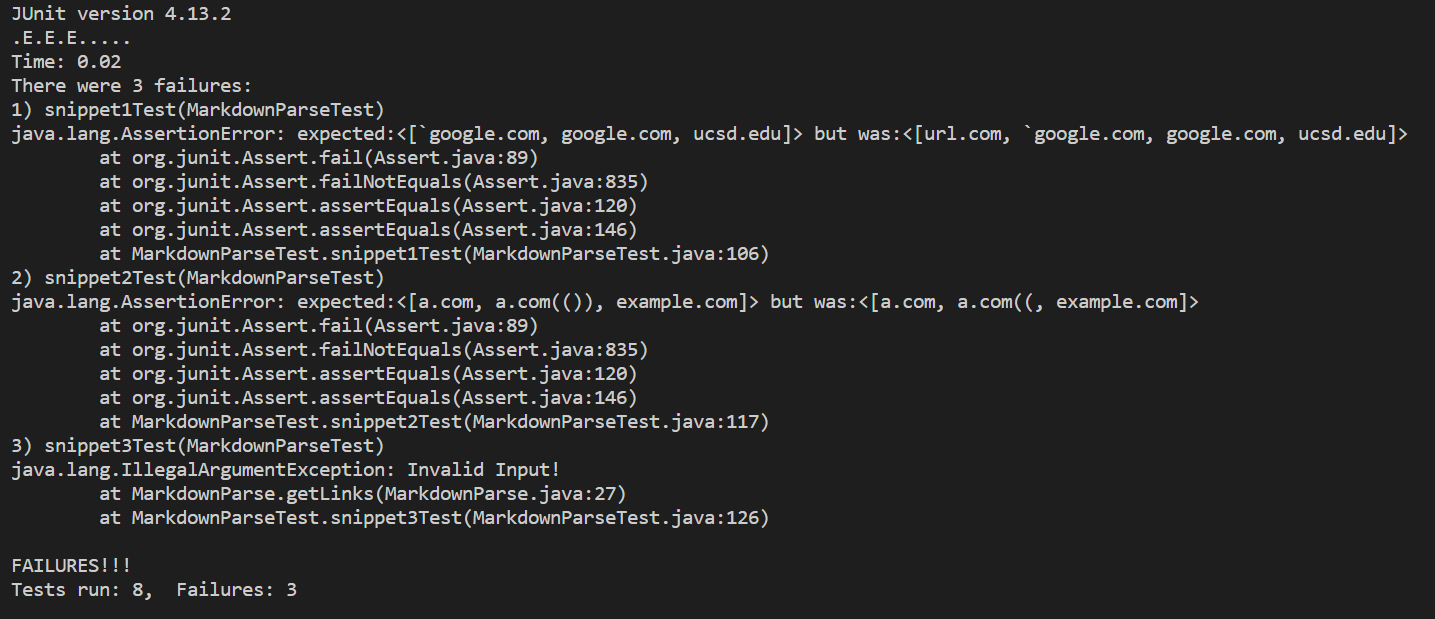 JUnit version 4.13.2
.E.E.E.....
Time: 0.02
There were 3 failures:
1) snippet1Test(MarkdownParseTest)
java.lang.AssertionError: expected:<[`google.com, google.com, ucsd.edu]> but was:<[url.com, `google.com, google.com, ucsd.edu]>
        at org.junit.Assert.fail(Assert.java:89)
        at org.junit.Assert.failNotEquals(Assert.java:835)
        at org.junit.Assert.assertEquals(Assert.java:120)
        at org.junit.Assert.assertEquals(Assert.java:146)
        at MarkdownParseTest.snippet1Test(MarkdownParseTest.java:106)
2) snippet2Test(MarkdownParseTest)
java.lang.AssertionError: expected:<[a.com, a.com(()), example.com]> but was:<[a.com, a.com((, example.com]>
        at org.junit.Assert.fail(Assert.java:89)
        at org.junit.Assert.failNotEquals(Assert.java:835)
        at org.junit.Assert.assertEquals(Assert.java:120)
        at org.junit.Assert.assertEquals(Assert.java:146)
        at MarkdownParseTest.snippet2Test(MarkdownParseTest.java:117)
3) snippet3Test(MarkdownParseTest)
java.lang.IllegalArgumentException: Invalid Input!
        at MarkdownParse.getLinks(MarkdownParse.java:27)
        at MarkdownParseTest.snippet3Test(MarkdownParseTest.java:126)

FAILURES!!!
Tests run: 8,  Failures: 3